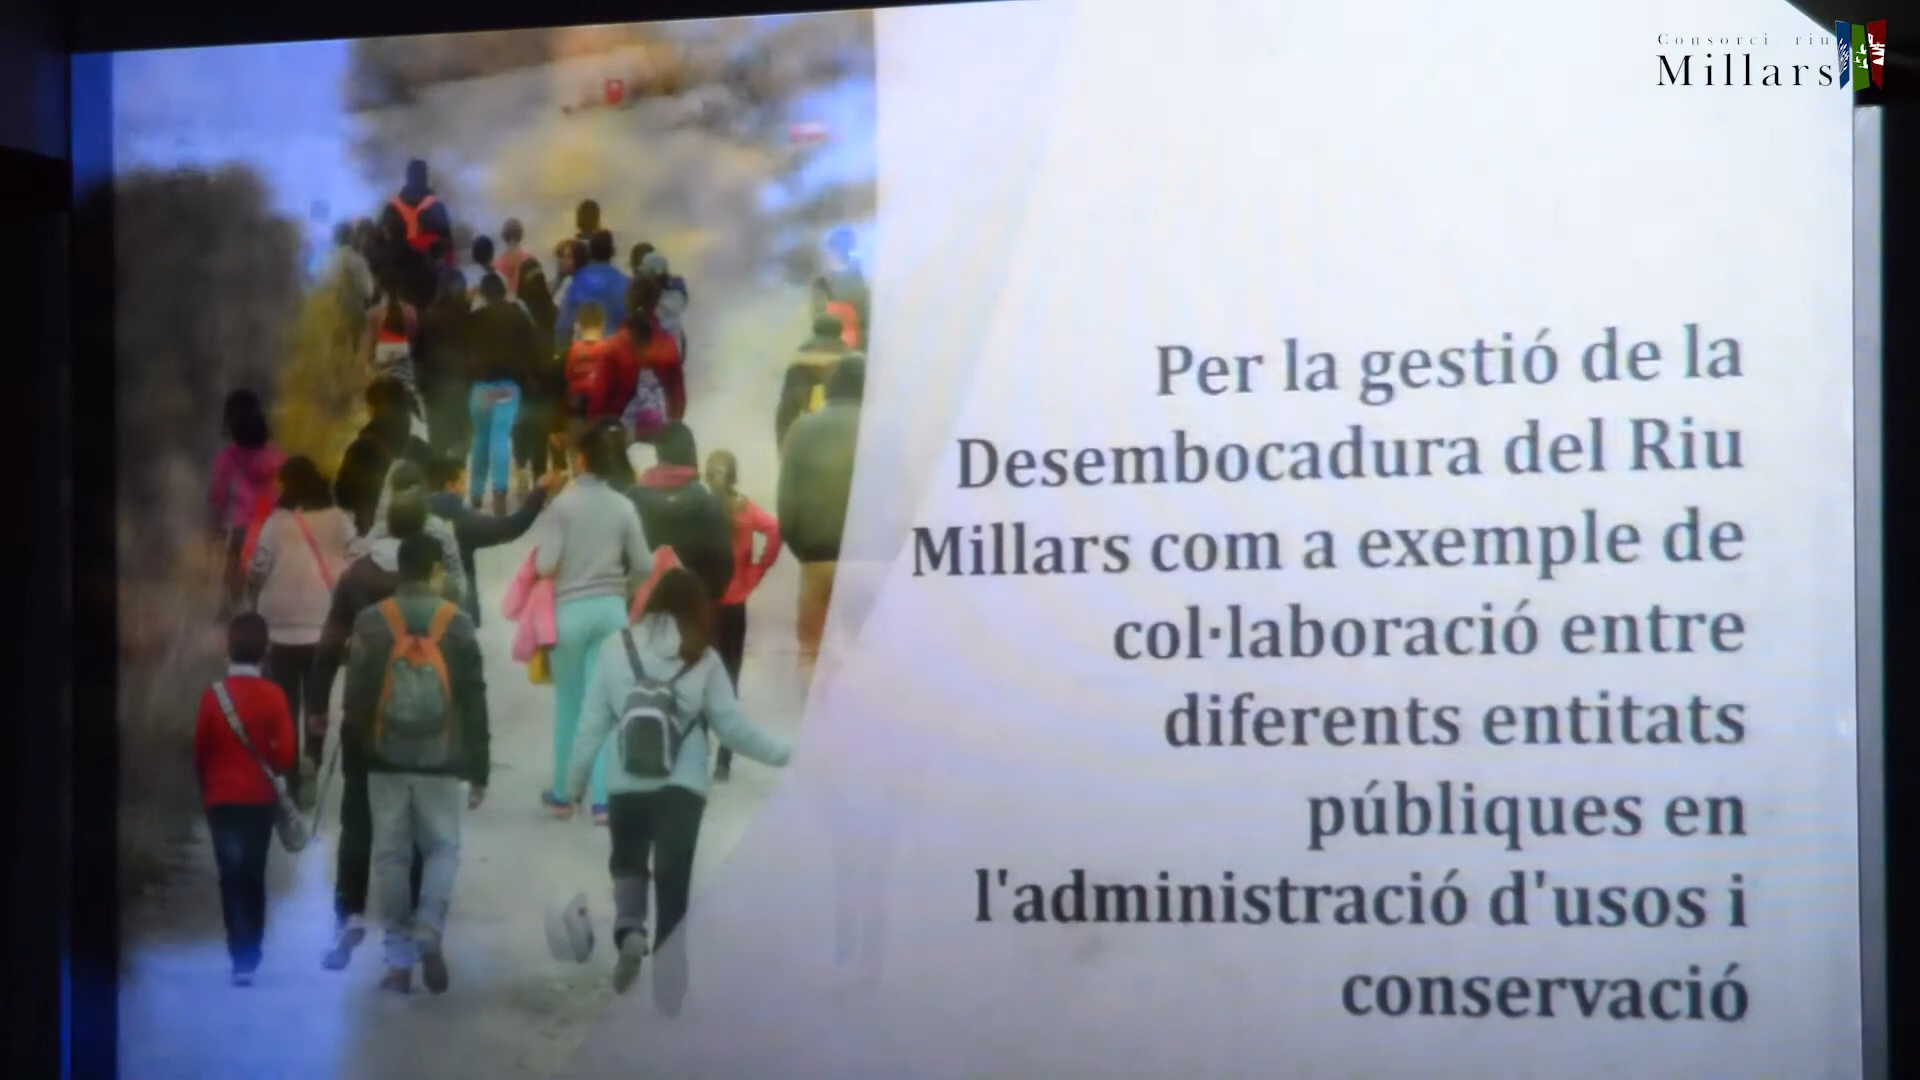 Consorci riu
Millars
Per la gestió de la
Desembocadura del Riu
Millars com a exemple de
col·laboració entre
diferents entitats
públiques en
l'administració d'usos i
conservació